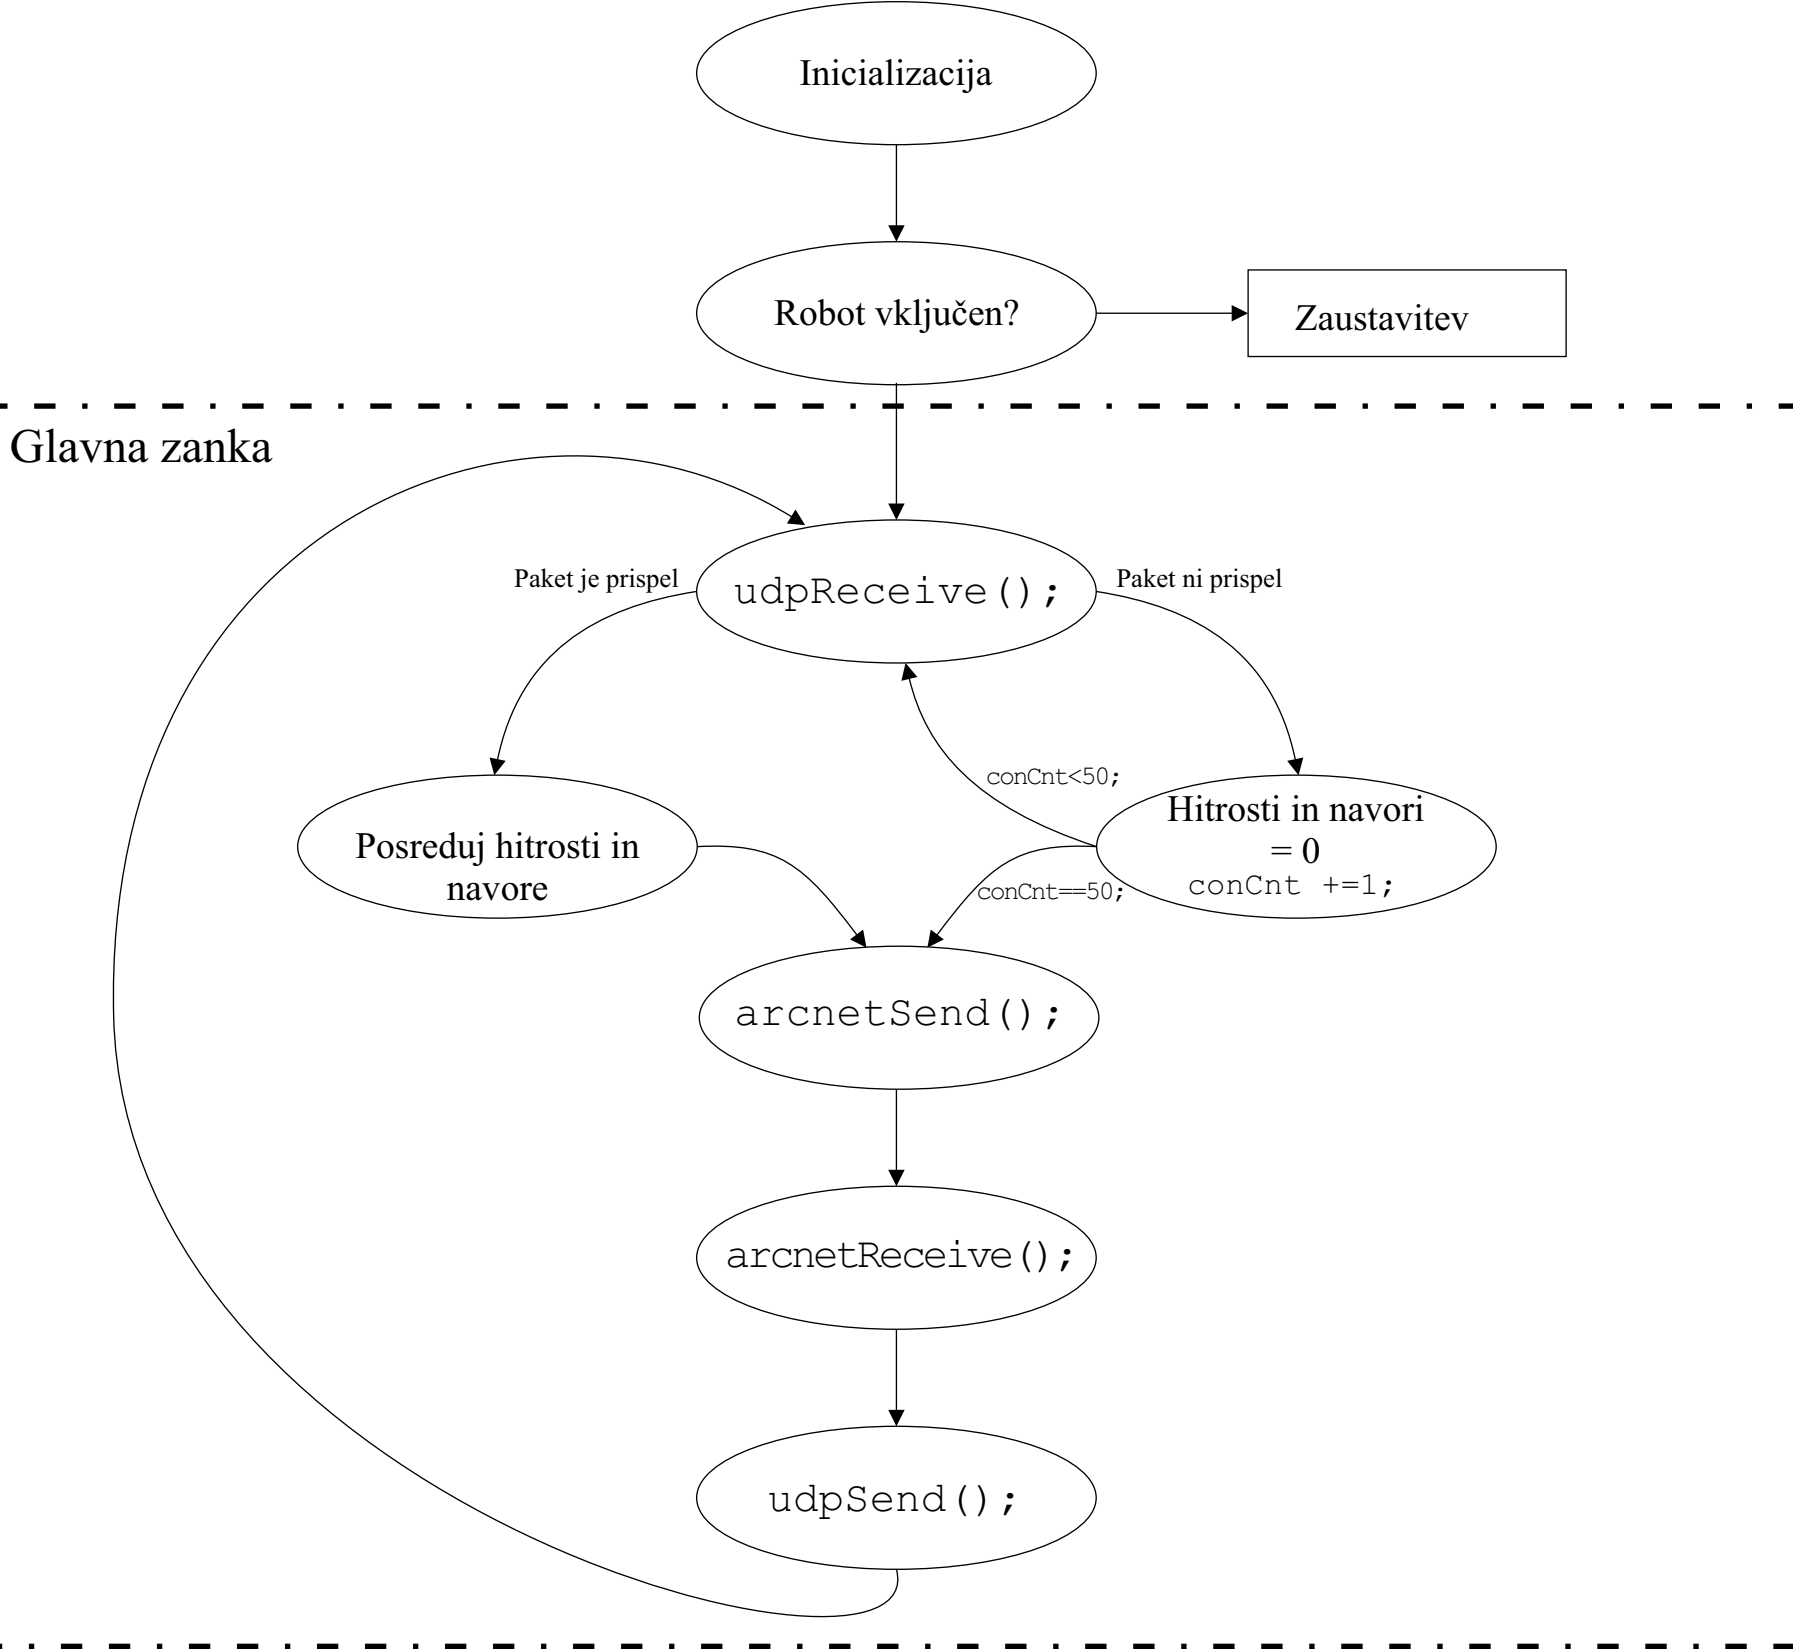 Inicializacija
Robot vključen?
Zaustavitev
Glavna zanka
Paket je prispel
udpReceive();
Paket ni prispel
conCnt<50;
Hitrosti in navori
= 0
conCnt +=1;
Posreduj hitrosti in
navore
conCnt==50;
arcnetSend();
arcnetReceive();
udpSend();